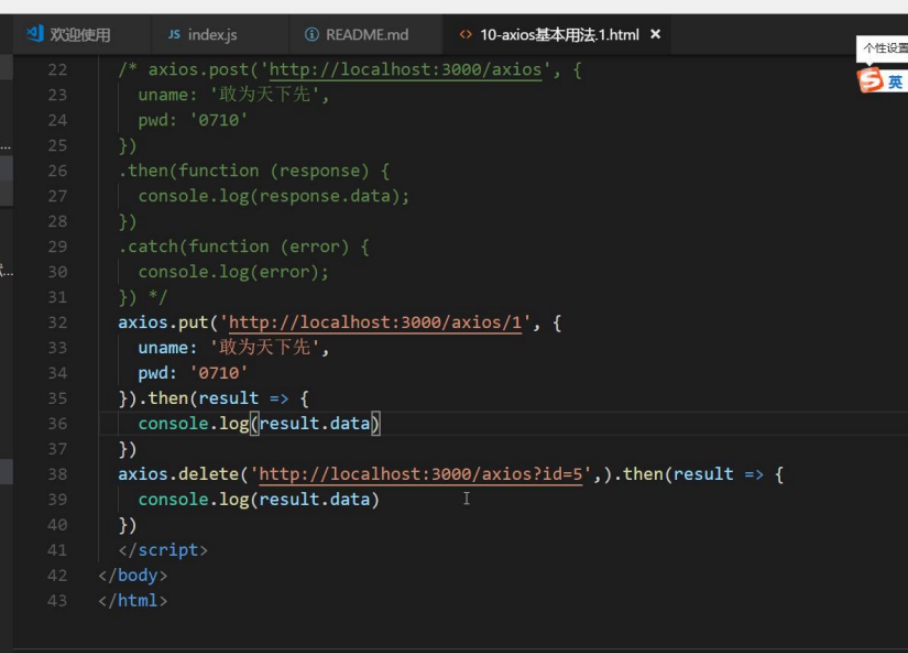 欢迎使用 JS index.js README.md <> 10-axios基本用法.1.html ×
个性设置
英
22 /* axios.post('http://localhost:3000/axios', {
23 uname: '敢为天下先',
24 pwd: '0710'
25 })
26 .then(function (response) {
27 console.log(response.data);
28 })
29 .catch(function (error) {
30 console.log(error);
31 }) */
32 axios.put('http://localhost:3000/axios/1', {
33 uname: '敢为天下先',
34 pwd: '0710'
35 }).then(result => {
36 console.log(result.data)
37 })
38 axios.delete('http://localhost:3000/axios?id=5',).then(result => {
39 console.log(result.data)
40 })
41 </script>
42 </body>
43 </html>